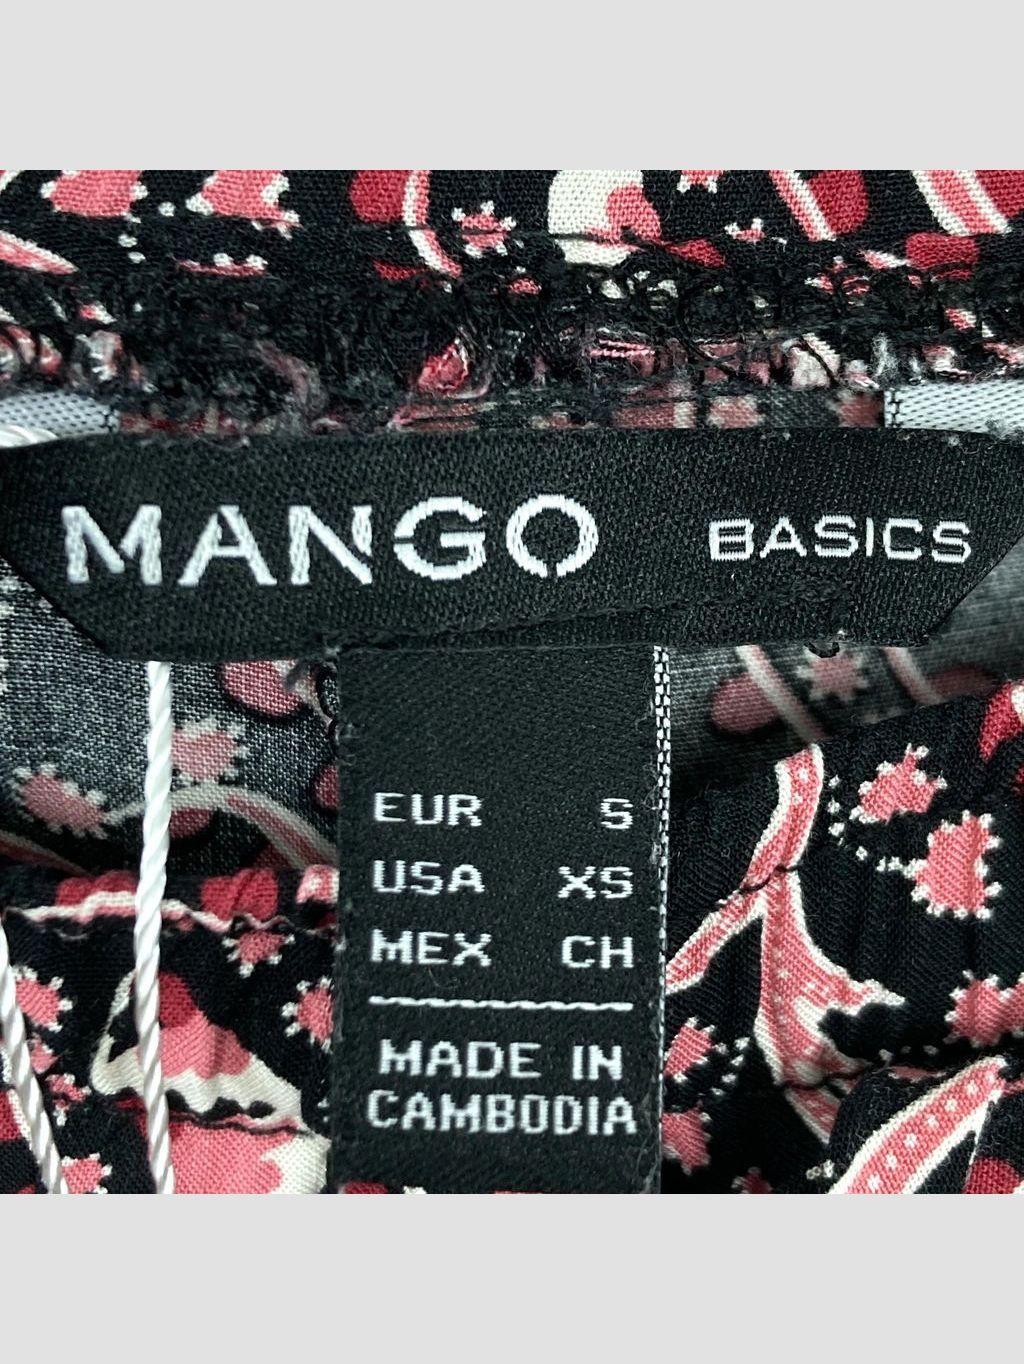 MANGO BASICS
EUR S
USA XS
MEX CH
MADE IN
CAMBODIA